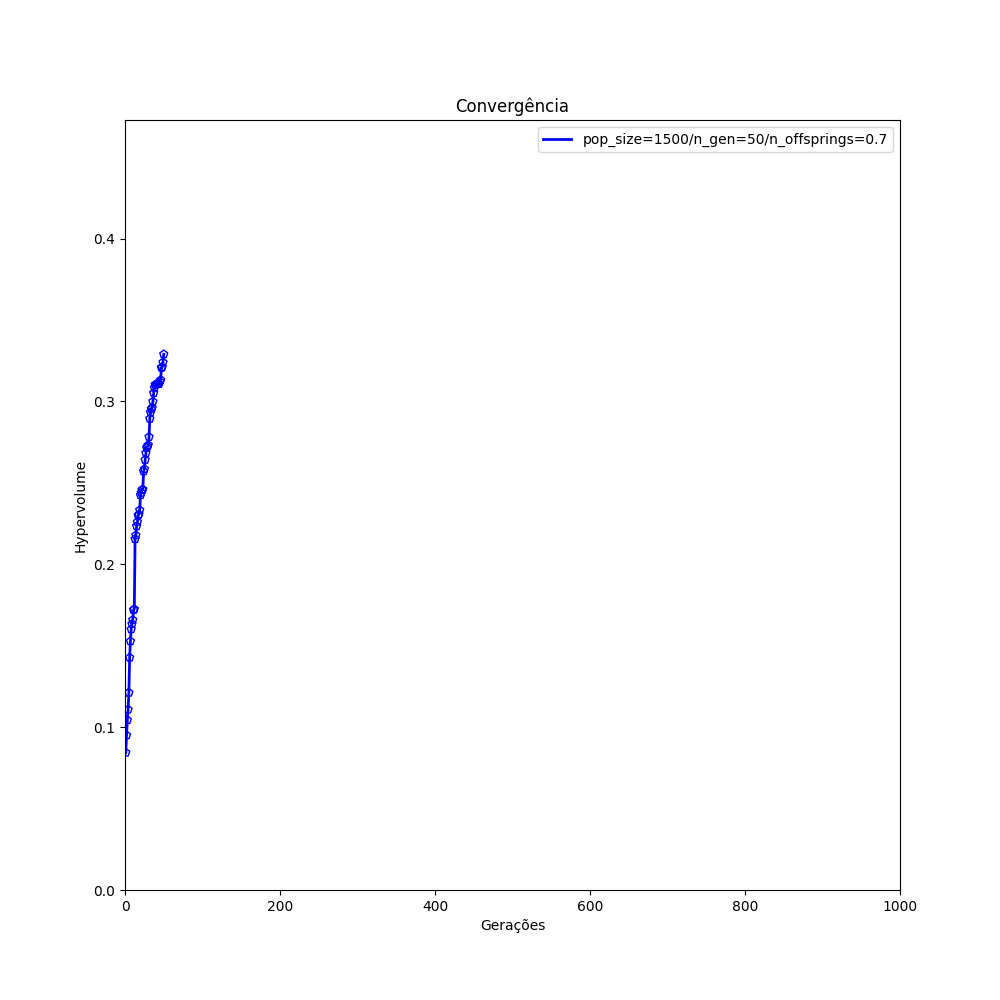 Convergência
pop_size=1500/n_gen=50/n_offsprings=0.7
0.4
0.3
0.2
0.1
0.0
Hypervolume
0 200 400 600 800 1000
Gerações